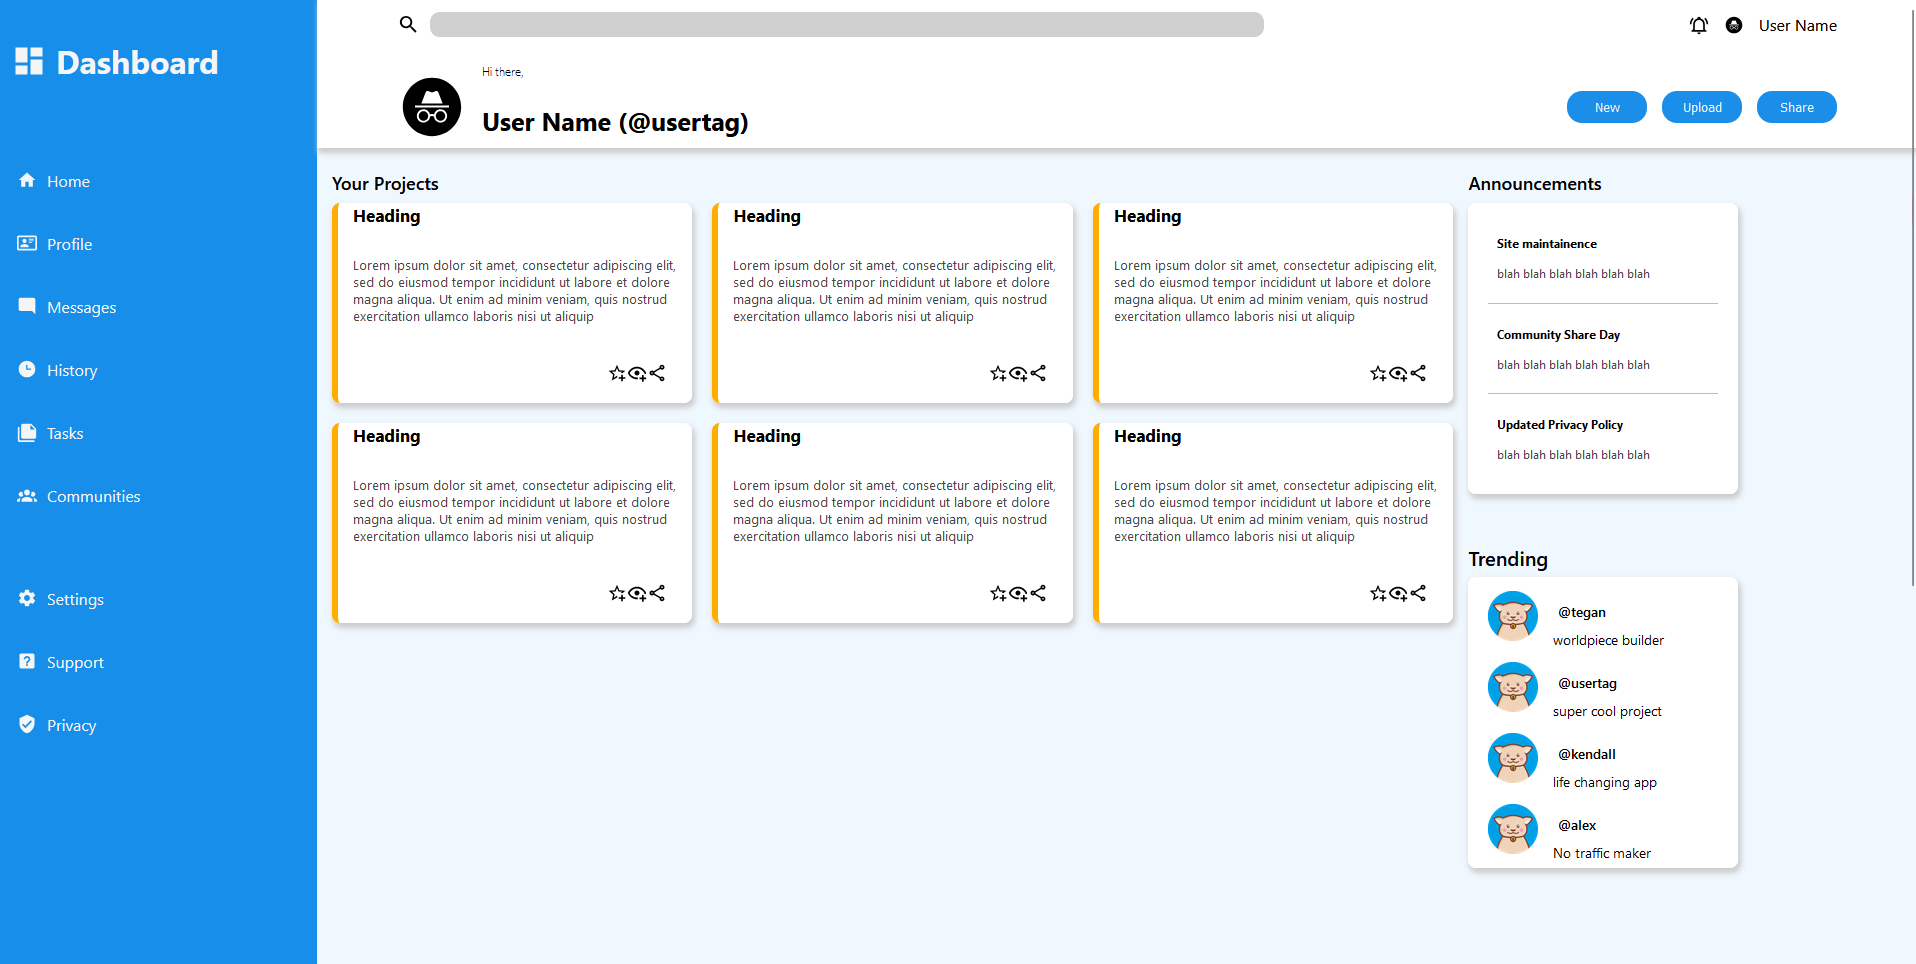 Dashboard
Home
Profile
Messages
History
Tasks
Communities
Settings
Support
Privacy
User Name
Hi there,
User Name (@usertag)
New
Upload
Share
Your Projects
Heading
Lorem ipsum dolor sit amet, consectetur adipiscing elit,
sed do eiusmod tempor incididunt ut labore et dolore
magna aliqua. Ut enim ad minim veniam, quis nostrud
exercitation ullamco laboris nisi ut aliquip
Heading
Lorem ipsum dolor sit amet, consectetur adipiscing elit,
sed do eiusmod tempor incididunt ut labore et dolore
magna aliqua. Ut enim ad minim veniam, quis nostrud
exercitation ullamco laboris nisi ut aliquip
Heading
Lorem ipsum dolor sit amet, consectetur adipiscing elit,
sed do eiusmod tempor incididunt ut labore et dolore
magna aliqua. Ut enim ad minim veniam, quis nostrud
exercitation ullamco laboris nisi ut aliquip
Heading
Lorem ipsum dolor sit amet, consectetur adipiscing elit,
sed do eiusmod tempor incididunt ut labore et dolore
magna aliqua. Ut enim ad minim veniam, quis nostrud
exercitation ullamco laboris nisi ut aliquip
Heading
Lorem ipsum dolor sit amet, consectetur adipiscing elit,
sed do eiusmod tempor incididunt ut labore et dolore
magna aliqua. Ut enim ad minim veniam, quis nostrud
exercitation ullamco laboris nisi ut aliquip
Heading
Lorem ipsum dolor sit amet, consectetur adipiscing elit,
sed do eiusmod tempor incididunt ut labore et dolore
magna aliqua. Ut enim ad minim veniam, quis nostrud
exercitation ullamco laboris nisi ut aliquip
Announcements
Site maintainence
blah blah blah blah blah blah
Community Share Day
blah blah blah blah blah blah
Updated Privacy Policy
blah blah blah blah blah blah
Trending
@tegan
worldpiece builder
@usertag
super cool project
@kendall
life changing app
@alex
No traffic maker